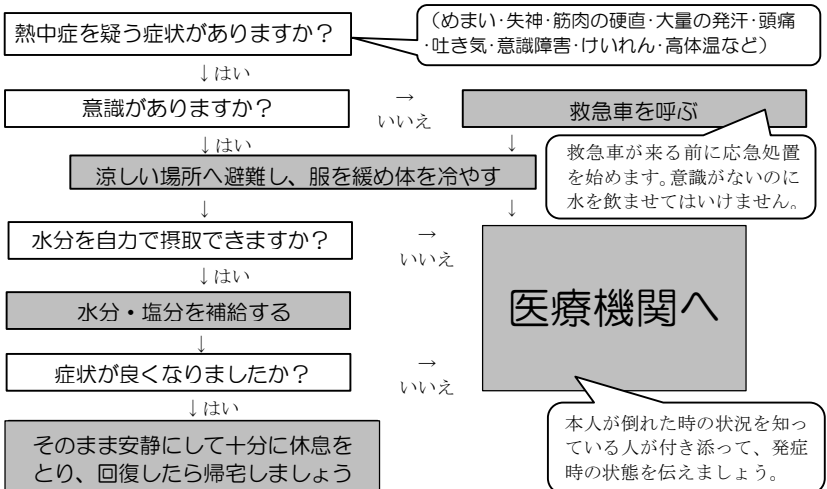 熱中症を疑う症状がありますか？
（めまい・失神・筋肉の硬直・大量の発汗・頭痛
・吐き気・意識障害・けいれん・高体温など）
↓はい
意識がありますか？
→
いいえ
救急車を呼ぶ
↓はい
↓
救急車が来る前に応急処置
を始めます。意識がないのに
水を飲ませてはいけません。
涼しい場所へ避難し、服を緩め体を冷やす
↓
↓
水分を自力で摂取できますか？
→
いいえ
医療機関へ
↓はい
水分・塩分を補給する
↓
症状が良くなりましたか？
→
いいえ
↓はい
本人が倒れた時の状況を知っ
ている人が付き添って、発症
時の状態を伝えましょう。
そのまま安静にして十分に休息を
とり、回復したら帰宅しましょう